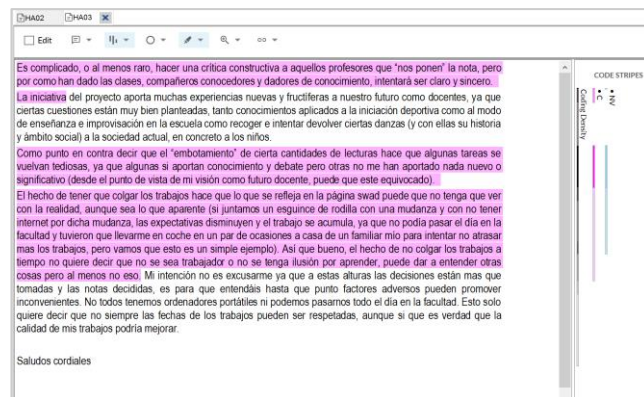 HA02 HA03
Edit
CODE STRIPES
Es complicado, o al menos raro, hacer una crítica constructiva a aquellos profesores que “nos ponen” la nota, pero
por como han dado las clases, compañeros conocedores y dadores de conocimiento, intentará ser claro y sincero.
La iniciativa del proyecto aporta muchas experiencias nuevas y fructíferas a nuestro futuro como docentes, ya que
ciertas cuestiones están muy bien planteadas, tanto conocimientos aplicados a la iniciación deportiva como al modo
de enseñanza e improvisación en la escuela como recoger e intentar devolver ciertas danzas (y con ellas su historia
y ámbito social) a la sociedad actual, en concreto a los niños.
Como punto en contra decir que el “embotamiento” de cierta cantidades de lecturas hace que algunas tareas se
vuelvan tediosas, ya que algunas si aportan conocimiento y debate pero otras no me han aportado nada nuevo o
significativo (desde el punto de vista de mi visión como futuro docente, puede que este equivocado).
El hecho de tener que colgar los trabajos hace que lo que se refleja en la página swad puede que no tenga que ver
con la realidad, aunque sea lo que aparente (si juntamos un esguince de rodilla con una mudanza y con no tener
internet por dicha mudanza, las expectativas disminuyen y el trabajo se acumula, ya que no podía pasar el día en la
facultad y tuvieron que llevarme en coche en un par de ocasiones a casa de un familiar mío para intentar no atrasar
mas los trabajos, pero vamos que esto es un simple ejemplo). Así que bueno, el hecho de no colgar los trabajos a
tiempo no quiere decir que no se sea trabajador o no se tenga ilusión por aprender, puede dar a entender otras
cosas pero al menos no eso. Mi intención no es excusarme ya que a estas alturas las decisiones están mas que
tomadas y las notas decididas, es para que entendáis hasta que punto factores adversos pueden promover
inconvenientes. No todos tenemos ordenadores portátiles ni podemos pasarnos todo el día en la facultad. Esto solo
quiere decir que no siempre las fechas de los trabajos pueden ser respetadas, aunque si que es verdad que la
calidad de mis trabajos podría mejorar.
Saludos cordiales
Coding Density
C
NV